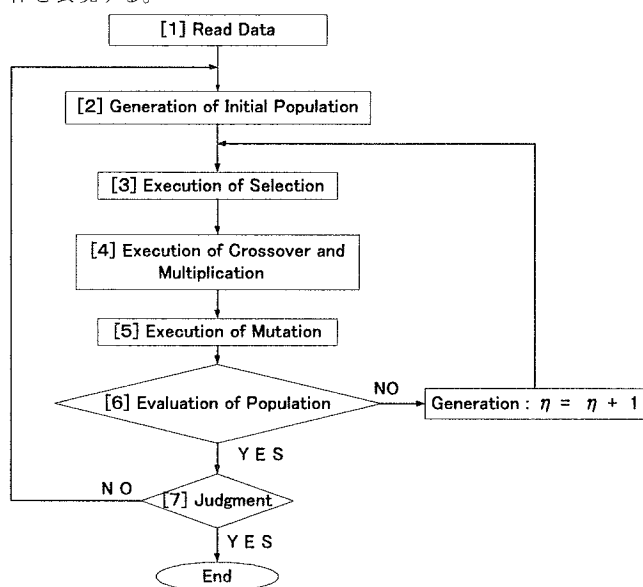 [1] Read Data
[2] Generation of Initial Population
[3] Execution of Selection
[4] Execution of Crossover and
Multiplication
[5] Execution of Mutation
[6] Evaluation of Population
NO
Generation : η = η + 1
YES
NO
[7] Judgment
YES
End